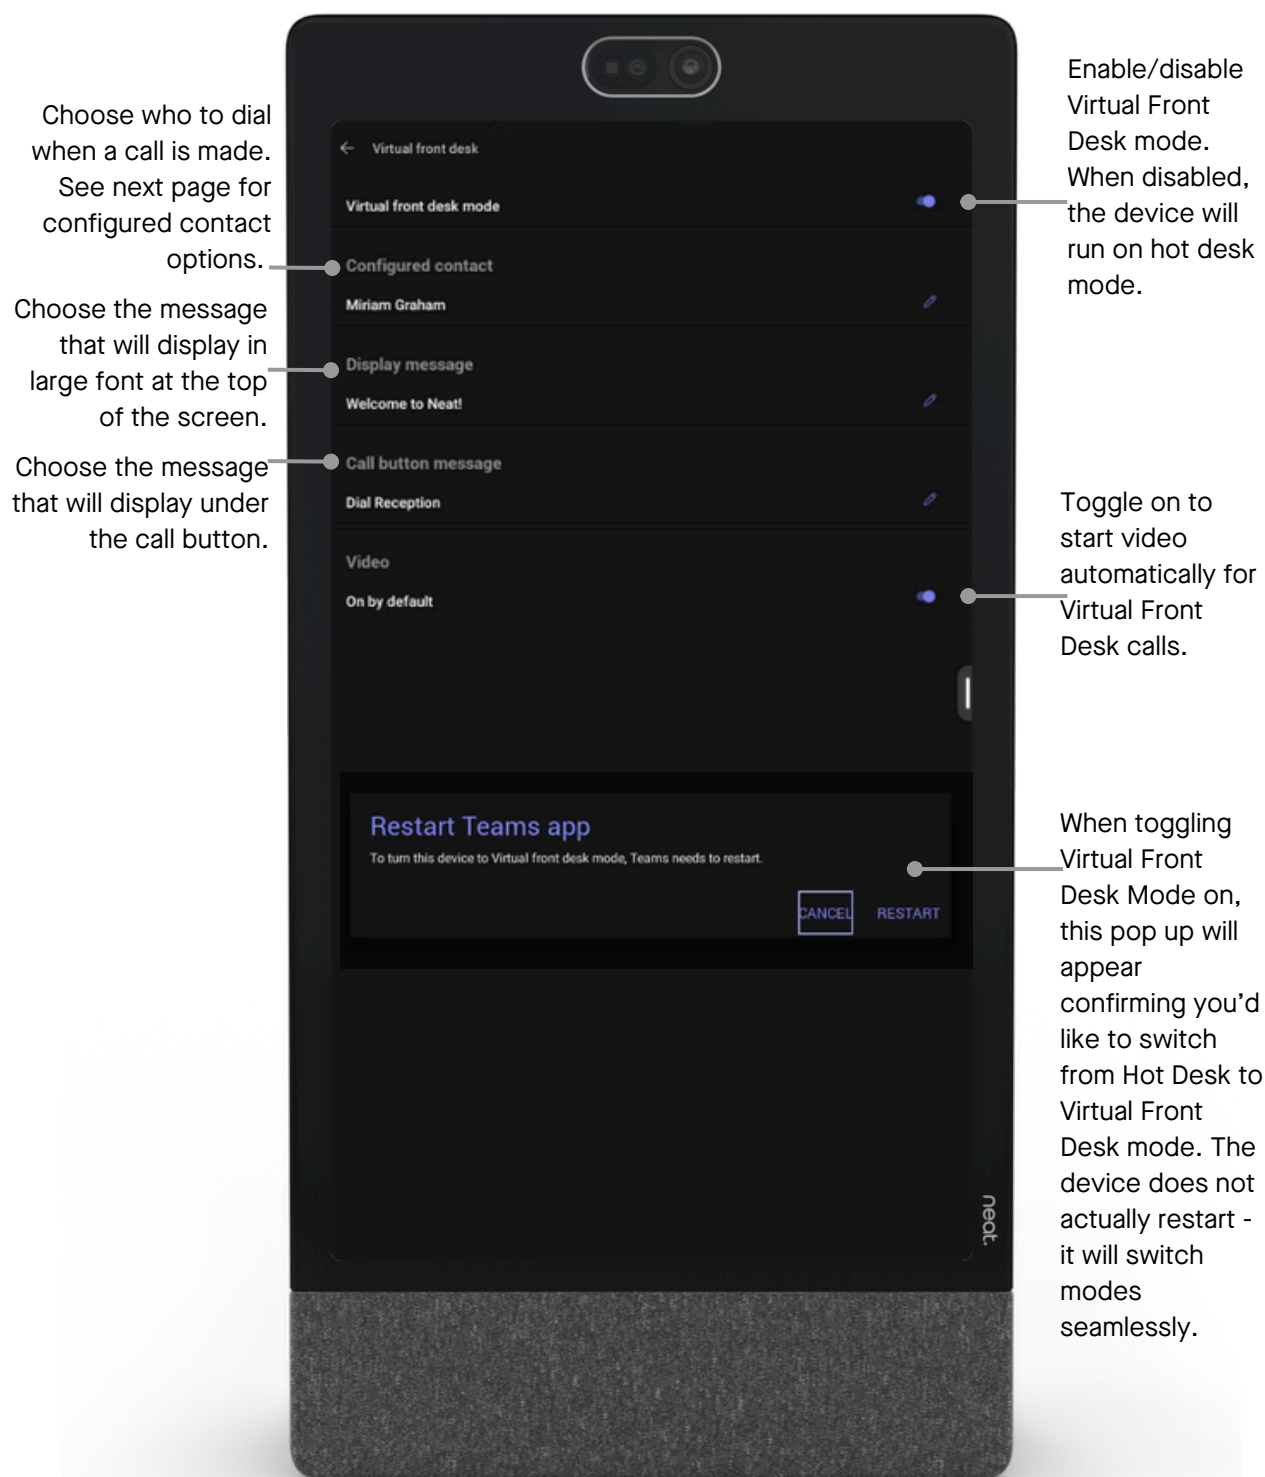 Choose who to dial
when a call is made.
See next page for
configured contact
options.
Choose the message
that will display in
large font at the top
of the screen.
Choose the message
that will display under
the call button.
← Virtual front desk
Virtual front desk mode
Configured contact
Miriam Graham
Display message
Welcome to Neat!
Call button message
Dial Reception
Video
On by default
Restart Teams app
To turn this device to Virtual front desk mode, Teams needs to restart.
CANCEL RESTART
neat.
Enable/disable
Virtual Front
Desk mode.
When disabled,
the device will
run on hot desk
mode.
Toggle on to
start video
automatically for
Virtual Front
Desk calls.
When toggling
Virtual Front
Desk Mode on,
this pop up will
appear
confirming you’d
like to switch
from Hot Desk to
Virtual Front
Desk mode. The
device does not
actually restart -
it will switch
modes
seamlessly.